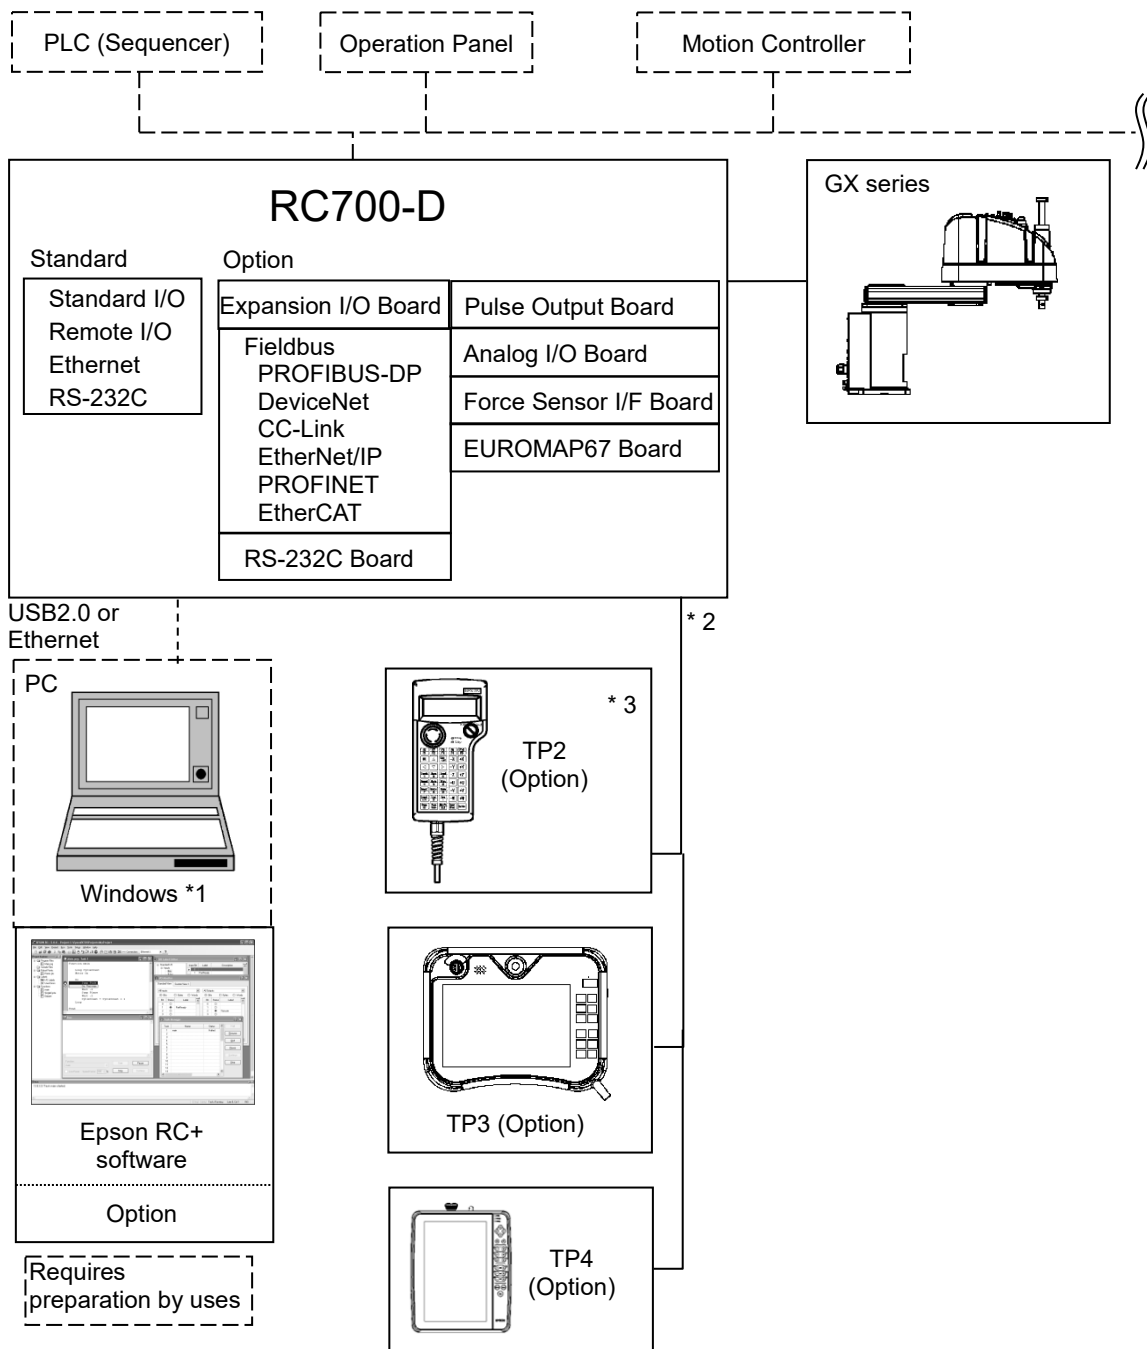 PLC (Sequencer)
Operation Panel
Motion Controller
RC700-D
Standard
Standard I/O
Remote I/O
Ethernet
RS-232C
Option
Expansion I/O Board
Fieldbus
PROFIBUS-DP
DeviceNet
CC-Link
EtherNet/IP
PROFINET
EtherCAT
RS-232C Board
Pulse Output Board
Analog I/O Board
Force Sensor I/F Board
EUROMAP67 Board
GX series
USB2.0 or
Ethernet
* 2
PC
Windows *1
* 3
TP2
(Option)
Epson RC+
software
Option
TP3 (Option)
TP4
(Option)
Requires
preparation by uses